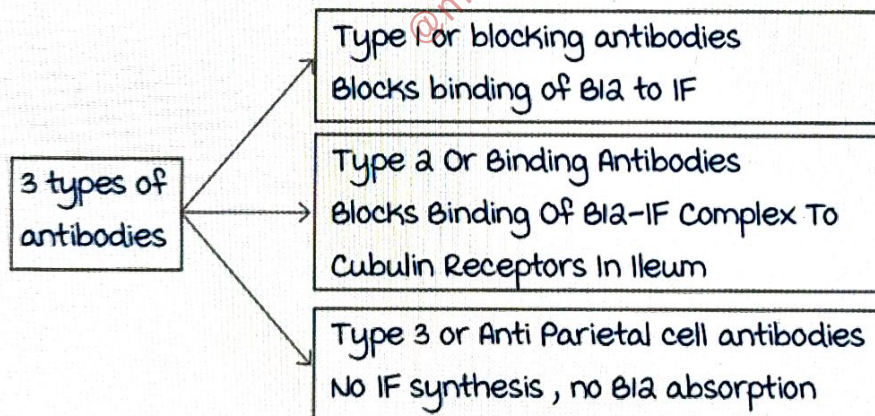 Type 1 or blocking antibodies
Blocks binding of B12 to IF
3 types of
antibodies
Type 2 Or Binding Antibodies
Blocks Binding Of B12-IF Complex To
Cubulin Receptors In Ileum
Type 3 or Anti Parietal cell antibodies
No IF synthesis, no B12 absorption